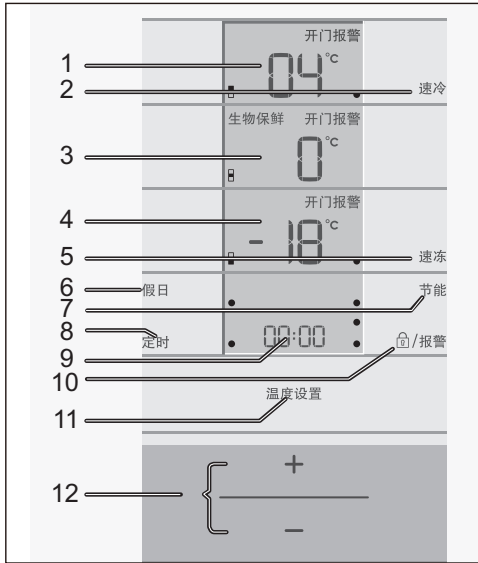 开门报警
1 04°C
2 速冷
生物保鲜 开门报警
3 0°C
开门报警
4 -18°C
5 速冻
6 假日
7 节能
8 定时
9 00:00
10 /报警
11 温度设置
12 +
−